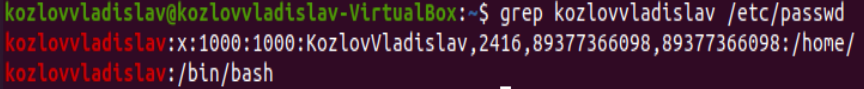 kozlovvladislav@kozlovvladislav-VirtualBox:~$ grep kozlovvladislav /etc/passwd
kozlovvladislav:x:1000:1000:KozlovVladislav,2416,89377366098,89377366098:/home/
kozlovvladislav:/bin/bash